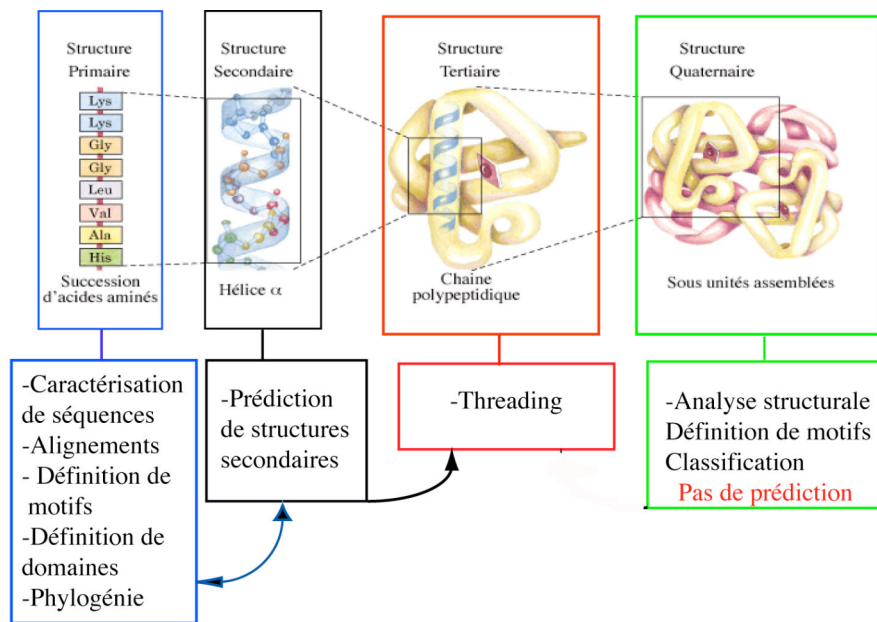 Structure
Primaire
Lys
Lys
Gly
Gly
Leu
Val
Ala
His
Succession
d'acides aminés
Structure
Secondaire
Hélice α
Structure
Tertiaire
Chaine
polypeptidique
Structure
Quaternaire
Sous unités assemblées
-Caractérisation
de séquences
-Alignements
- Définition de
motifs
-Définition de
domaines
-Phylogénie
-Prédiction
de structures
secondaires
-Threading
-Analyse structurale
Définition de motifs
Classification
Pas de prédiction